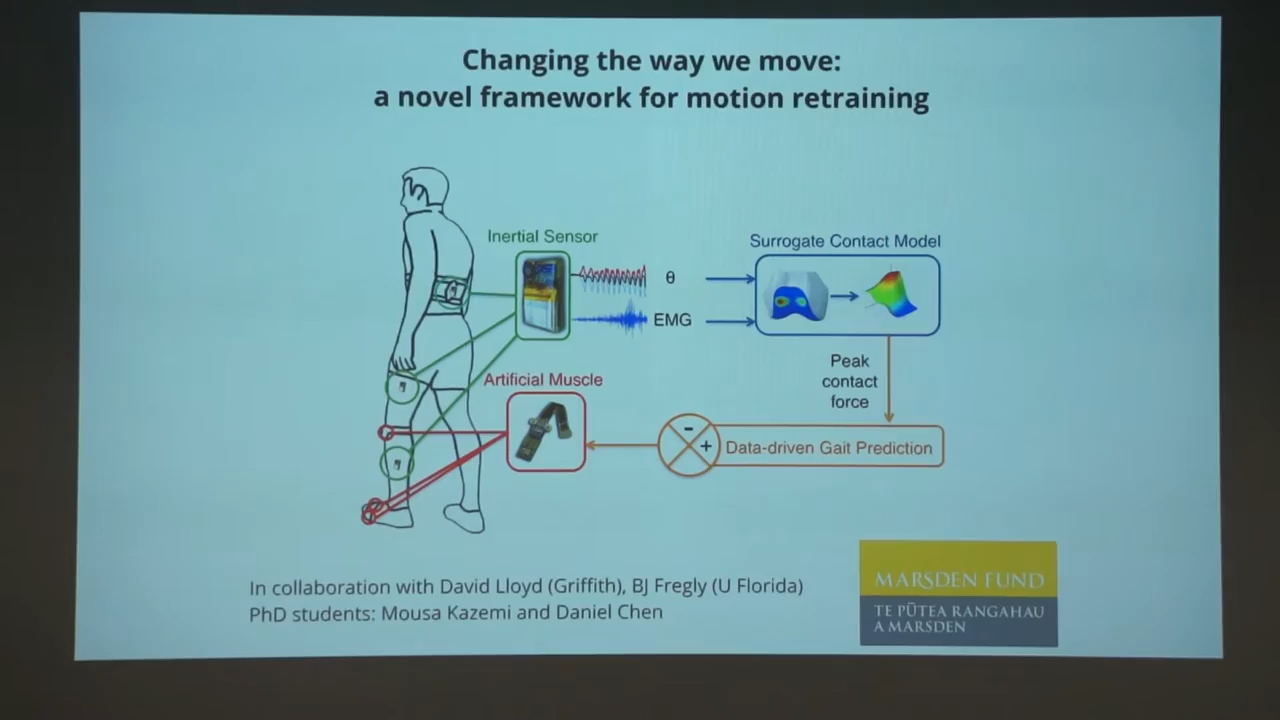 Changing the way we move:
a novel framework for motion retraining
Inertial Sensor
θ
EMG
Surrogate Contact Model
Peak
contact
force
Artificial Muscle
-
+
Data-driven Gait Prediction
In collaboration with David Lloyd (Griffith), BJ Fregly (U Florida)
PhD students: Mousa Kazemi and Daniel Chen
MARSDEN FUND
TE PŪTEA RANGAHAU
A MARSDEN